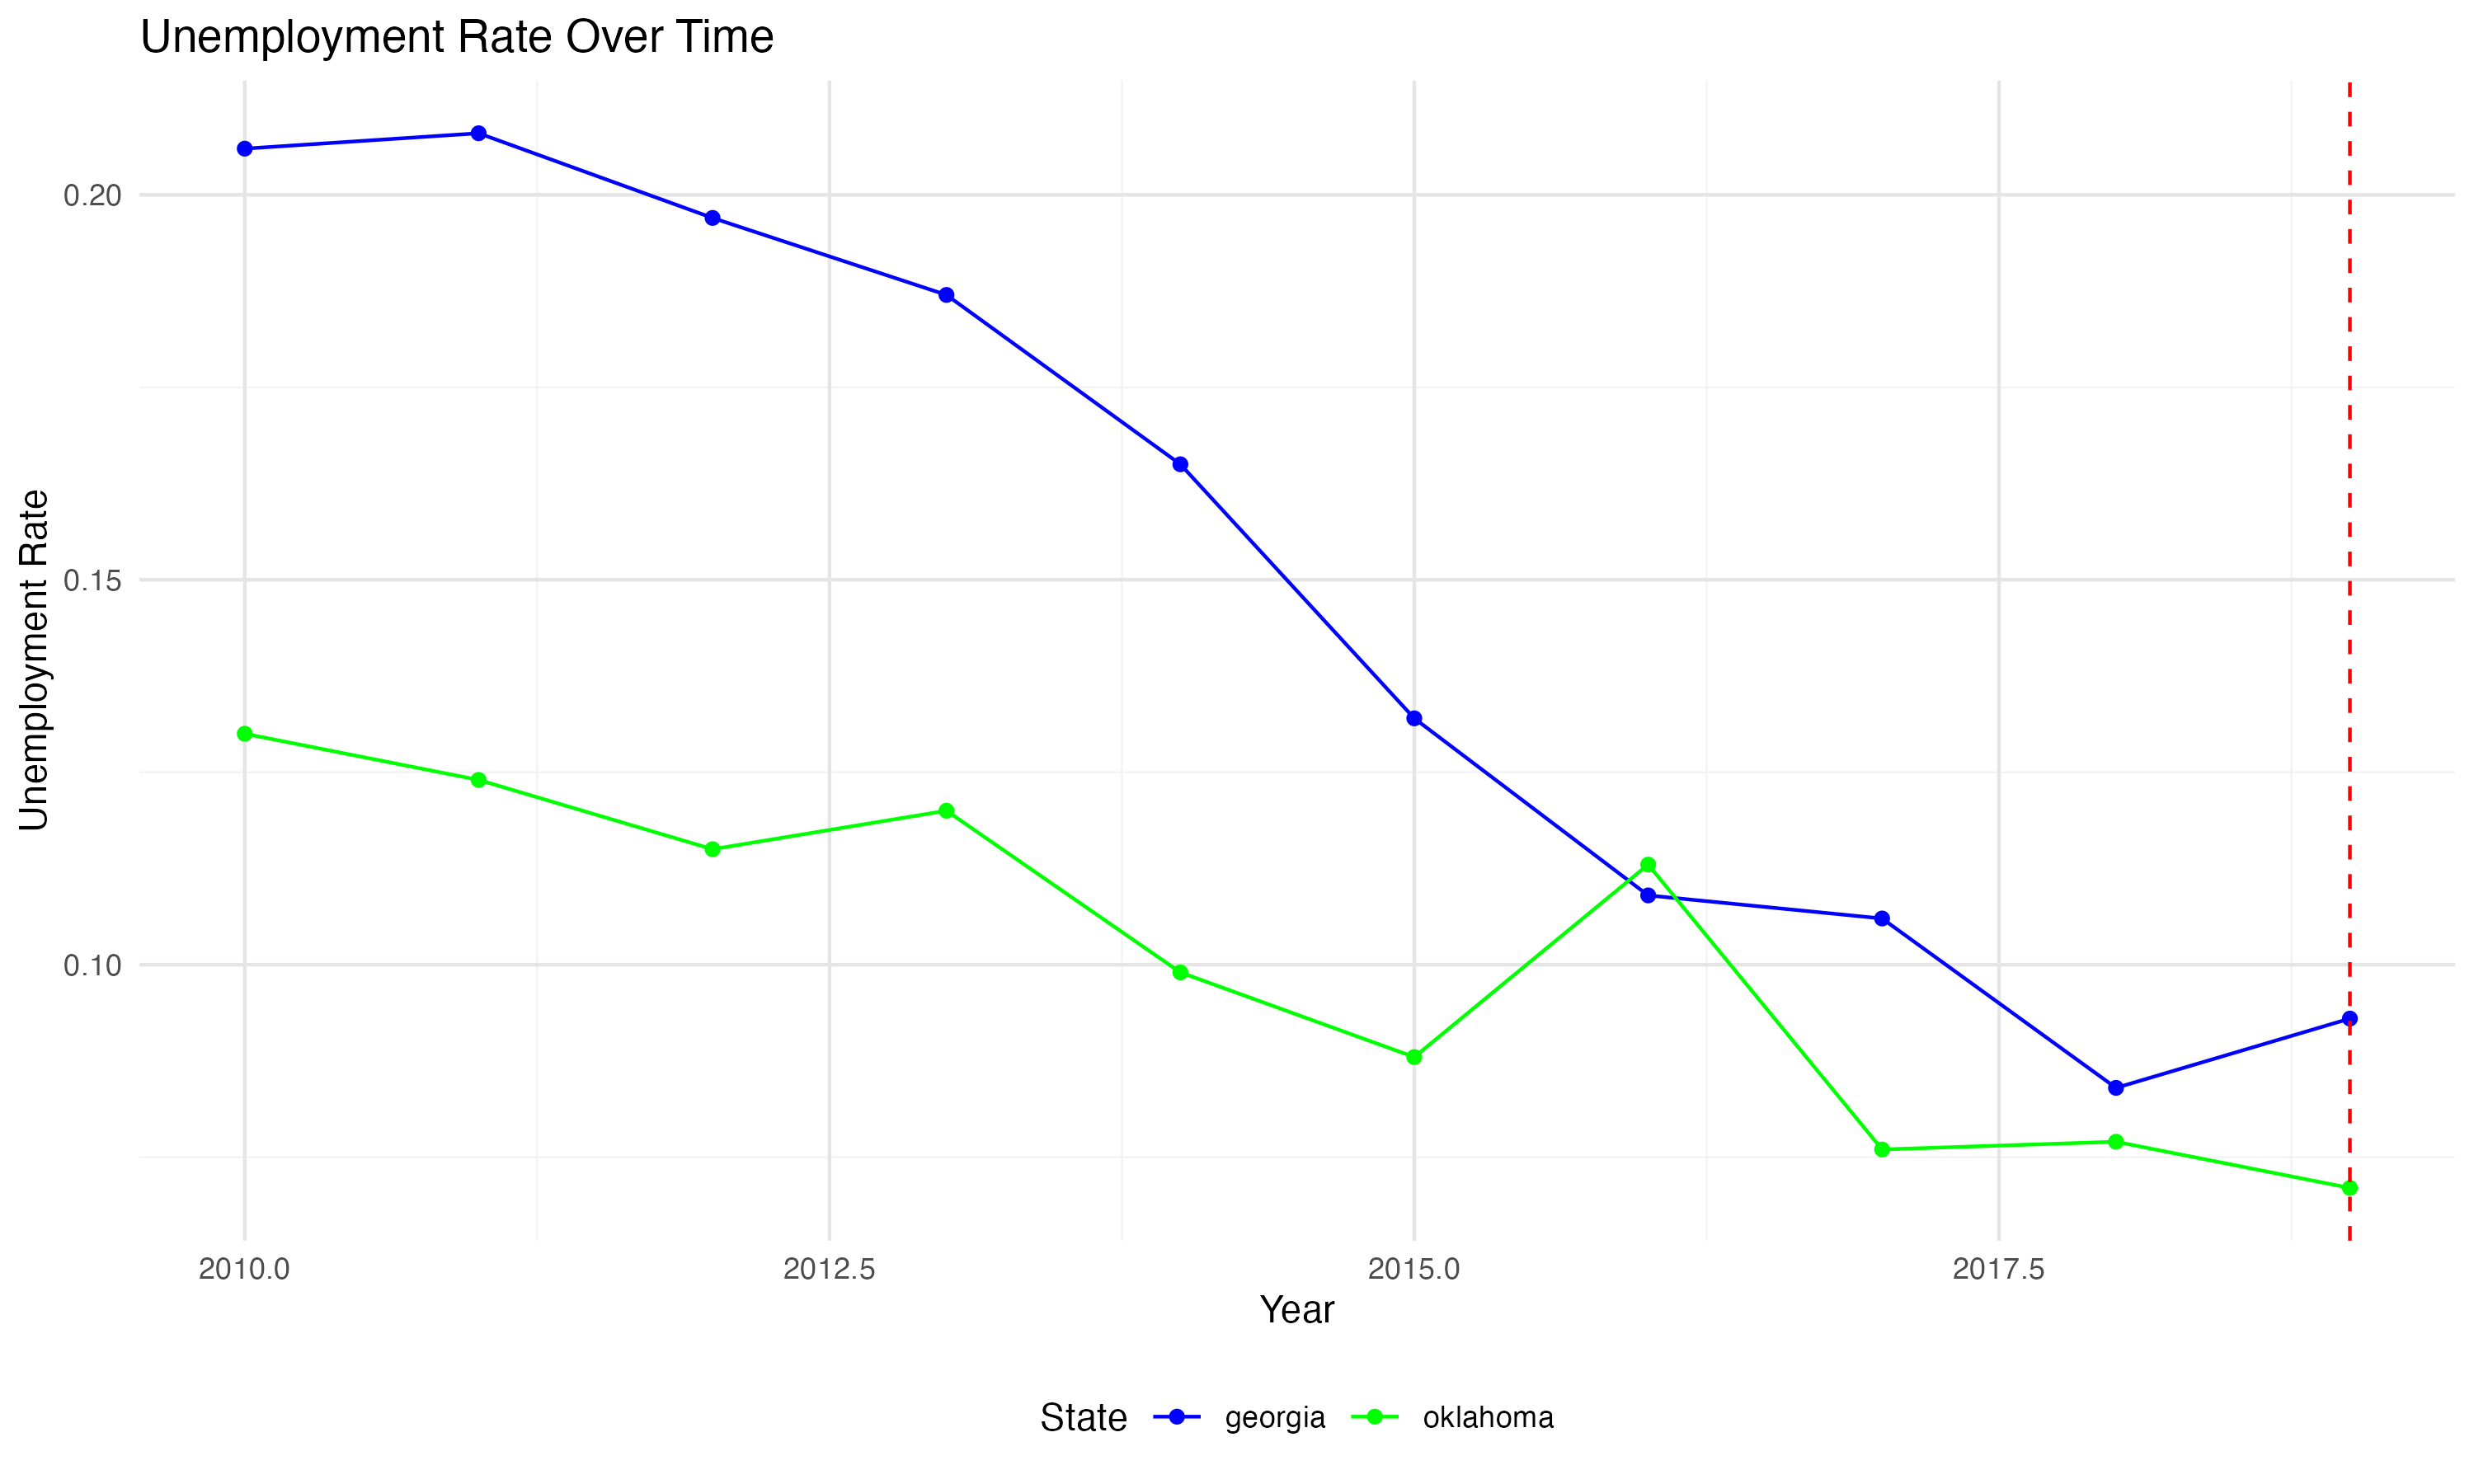 Unemployment Rate Over Time
Unemployment Rate
0.20
0.15
0.10
2010.0 2012.5 2015.0 2017.5
Year
State georgia oklahoma